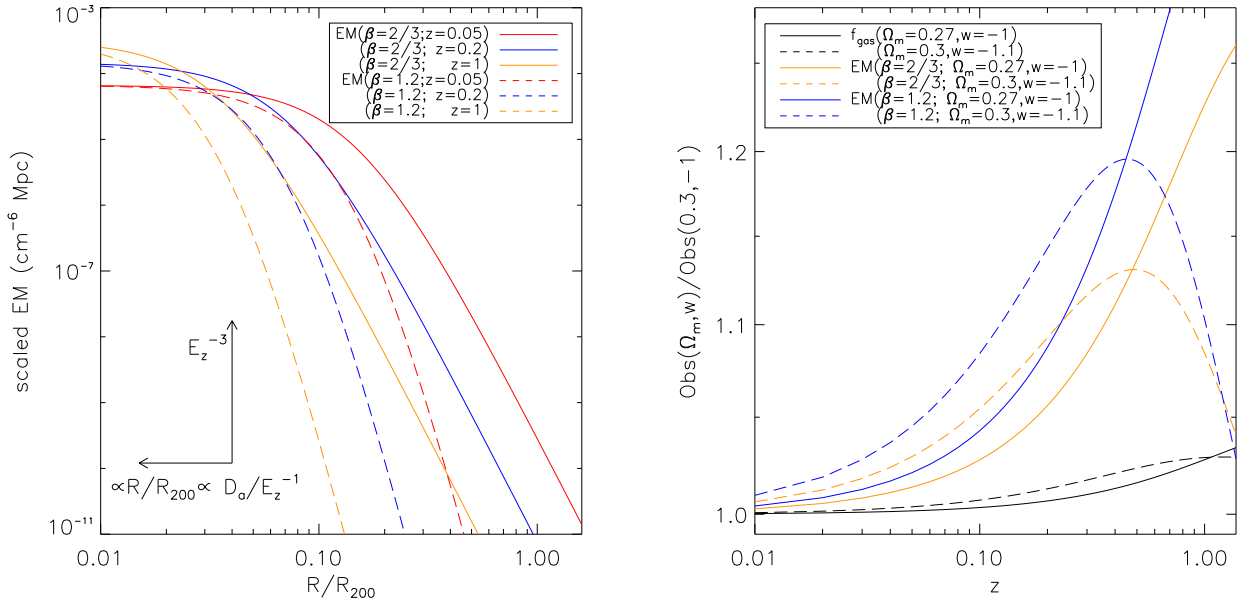 10⁻³
10⁻⁷
10⁻¹¹
scaled EM (cm⁻⁶ Mpc)
EM(β=2/3;z=0.05)
(β=2/3; z=0.2)
(β=2/3; z=1)
EM(β=1.2;z=0.05)
(β=1.2; z=0.2)
(β=1.2; z=1)
E_z⁻³
∝R/R₂₀₀∝ D_a/E_z⁻¹
0.01
0.10
1.00
R/R₂₀₀
1.2
1.10
1.0
Obs(Ω_m,w)/Obs(0.3,−1)
f_gas(Ω_m=0.27,w=−1)
(Ω_m=0.3,w=−1.1)
EM(β=2/3; Ω_m=0.27,w=−1)
(β=2/3; Ω_m=0.3,w=−1.1)
EM(β=1.2; Ω_m=0.27,w=−1)
(β=1.2; Ω_m=0.3,w=−1.1)
0.01
0.10
1.00
z